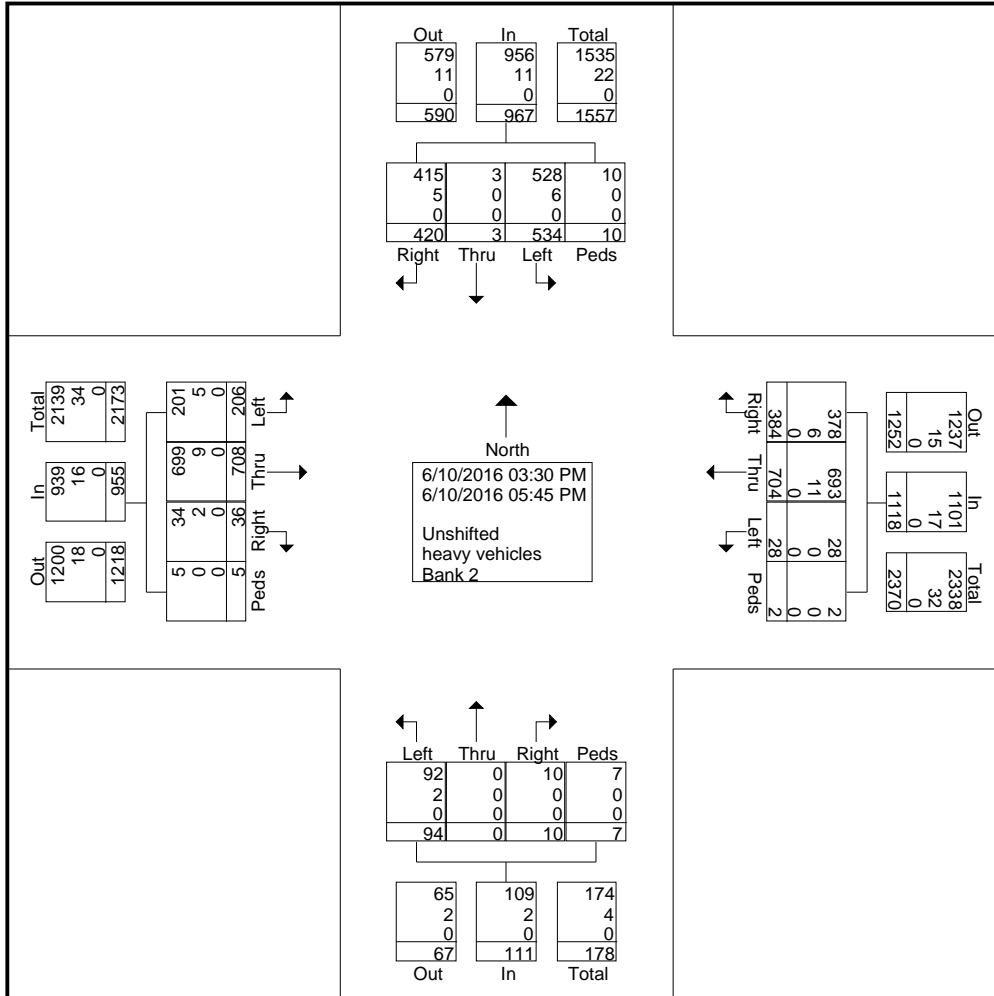 Out In Total
579 956 1535
11 11 22
0 0 0
590 967 1557
415 3 528 10
5 0 6 0
0 0 0 0
420 3 534 10
Right Thru Left Peds
Total In Out
2139 939 1200
34 16 18
0 0 0
2173 955 1218
201 699 34 5
5 9 2 0
0 0 0 0
206 708 36 5
Left Thru Right Peds
North
6/10/2016 03:30 PM
6/10/2016 05:45 PM
Unshifted
heavy vehicles
Bank 2
Right Thru Left Peds
384 704 28 2
0 0 0 0
6 11 0 0
378 693 28 2
Out In Total
1237 1101 2338
15 17 32
0 0 0
1252 1118 2370
Left Thru Right Peds
92 0 10 7
2 0 0 0
0 0 0 0
94 0 10 7
65 109 174
2 2 4
0 0 0
67 111 178
Out In Total